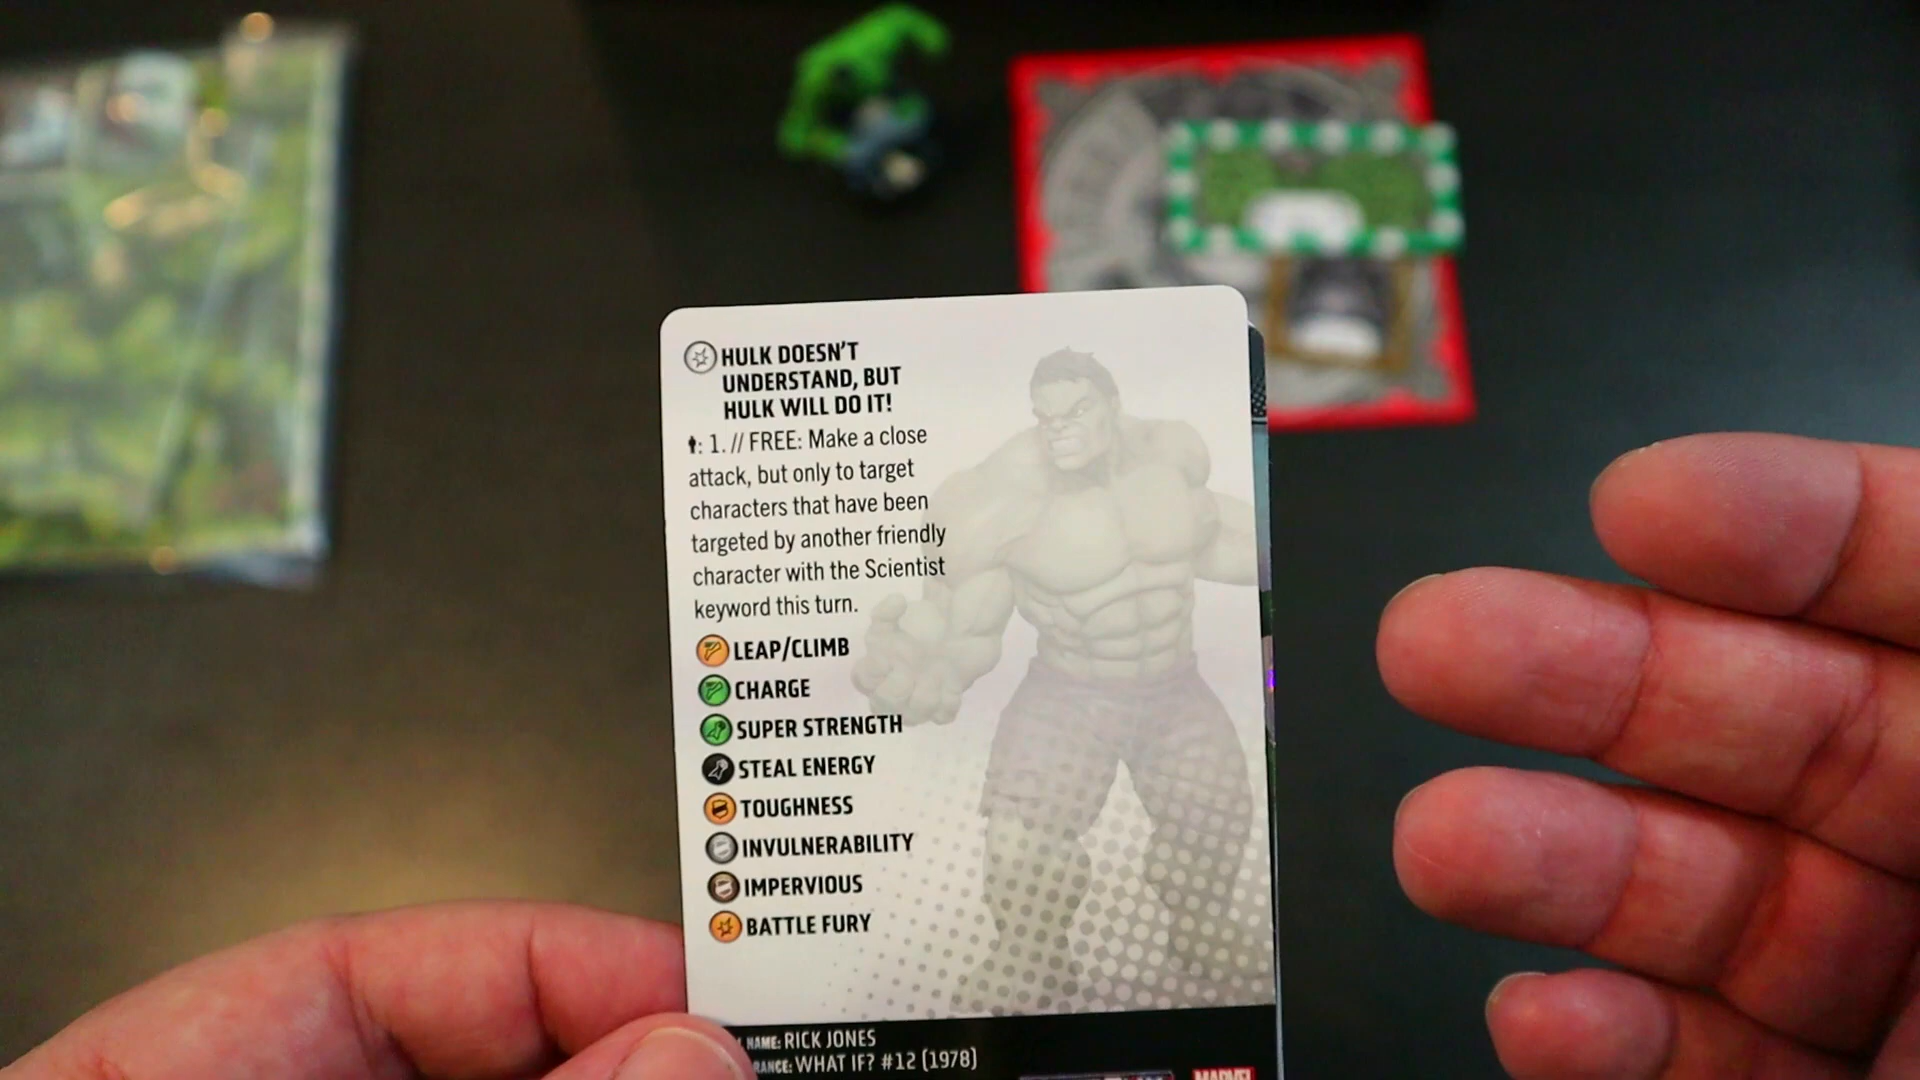 HULK DOESN'T
UNDERSTAND, BUT
HULK WILL DO IT!
: 1. // FREE: Make a close
attack, but only to target
characters that have been
targeted by another friendly
character with the Scientist
keyword this turn.
LEAP/CLIMB
CHARGE
SUPER STRENGTH
STEAL ENERGY
TOUGHNESS
INVULNERABILITY
IMPERVIOUS
BATTLE FURY
NAME: RICK JONES
RANCE: WHAT IF? #12 (1978)
MARVEL